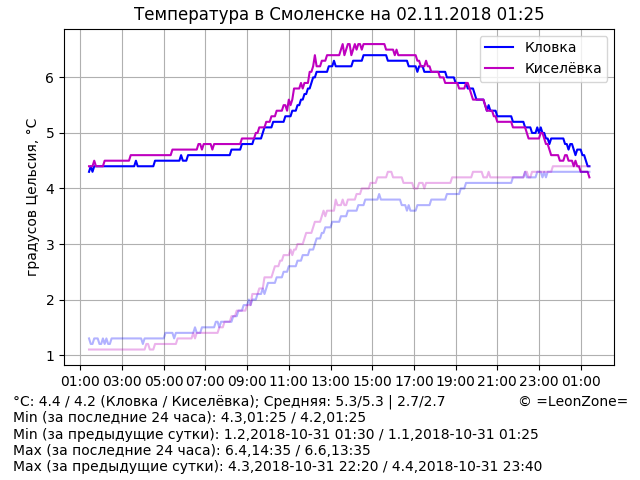 Температура в Смоленске на 02.11.2018 01:25
градусов Цельсия, °C
6
5
4
3
2
1
Кловка
Киселёвка
01:00 03:00 05:00 07:00 09:00 11:00 13:00 15:00 17:00 19:00 21:00 23:00 01:00
°C: 4.4 / 4.2 (Кловка / Киселёвка); Средняя: 5.3/5.3 | 2.7/2.7 © =LeonZone=
Min (за последние 24 часа): 4.3,01:25 / 4.2,01:25
Min (за предыдущие сутки): 1.2,2018-10-31 01:30 / 1.1,2018-10-31 01:25
Max (за последние 24 часа): 6.4,14:35 / 6.6,13:35
Max (за предыдущие сутки): 4.3,2018-10-31 22:20 / 4.4,2018-10-31 23:40